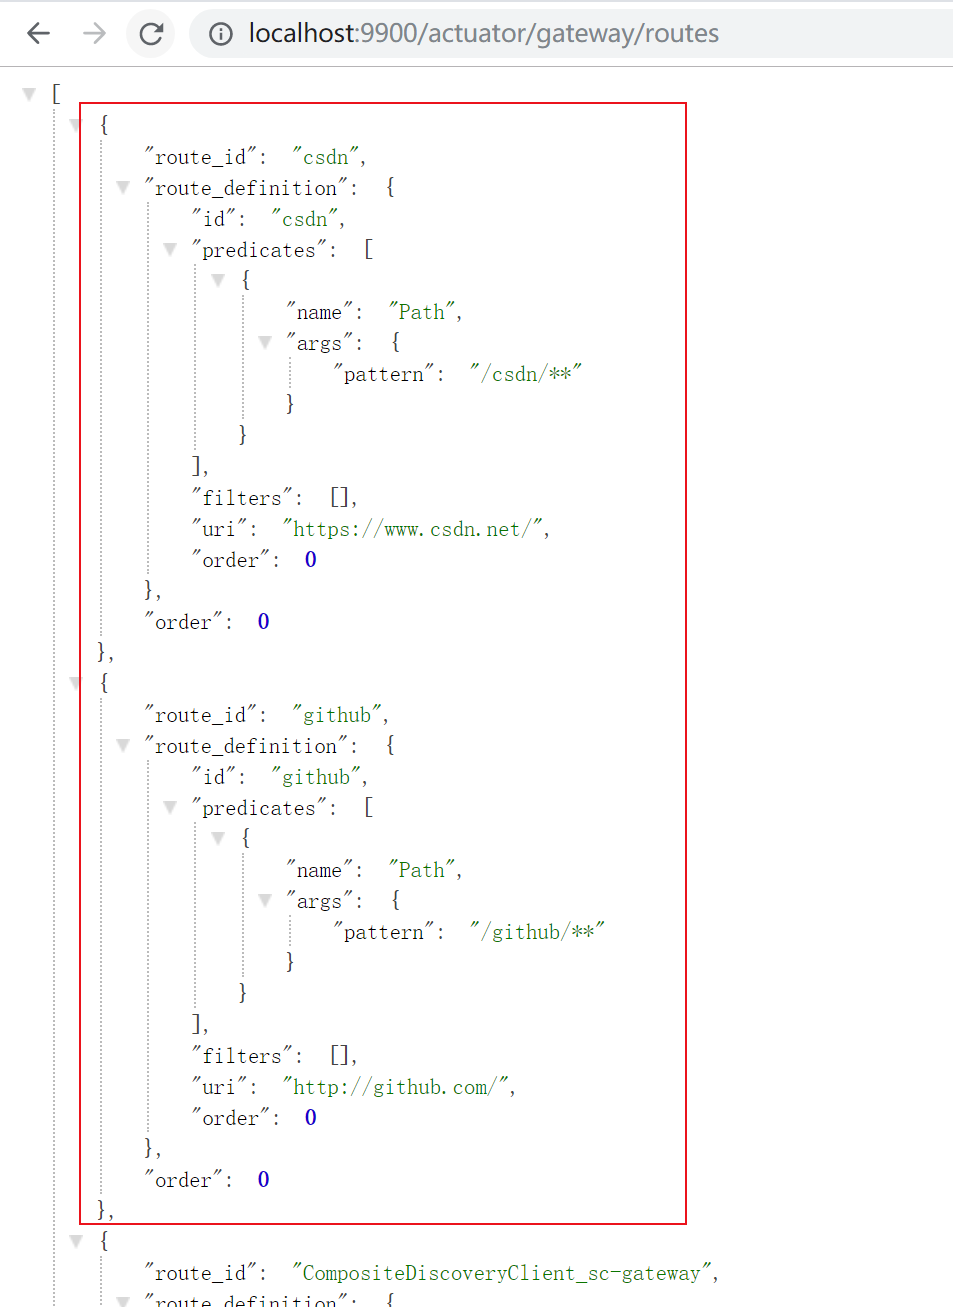 localhost:9900/actuator/gateway/routes
[
{
"route_id": "csdn",
"route_definition": {
"id": "csdn",
"predicates": [
{
"name": "Path",
"args": {
"pattern": "/csdn/**"
}
}
],
"filters": [],
"uri": "https://www.csdn.net/",
"order": 0
},
"order": 0
},
{
"route_id": "github",
"route_definition": {
"id": "github",
"predicates": [
{
"name": "Path",
"args": {
"pattern": "/github/**"
}
}
],
"filters": [],
"uri": "http://github.com/",
"order": 0
},
"order": 0
},
{
"route_id": "CompositeDiscoveryClient_sc-gateway",
"route_definition": {